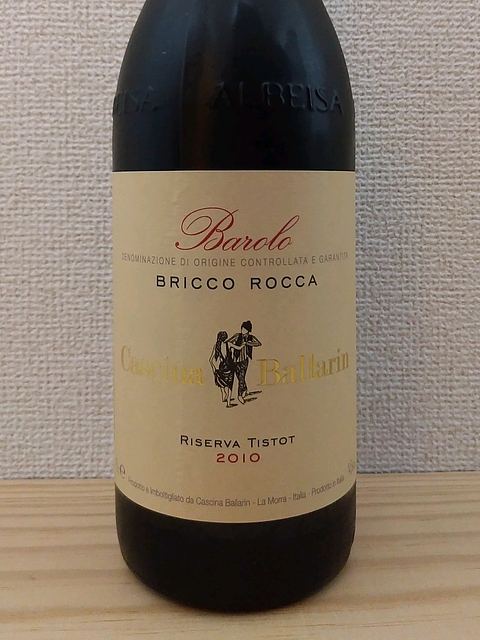 ALBEISA
Barolo
DENOMINAZIONE DI ORIGINE CONTROLLATA E GARANTITA
BRICCO ROCCA
Cascina Ballarin
RISERVA TISTOT
2010
Prodotto e Imbottigliato da Cascina Ballarin - La Morra - Italia - Prodotto in Italia